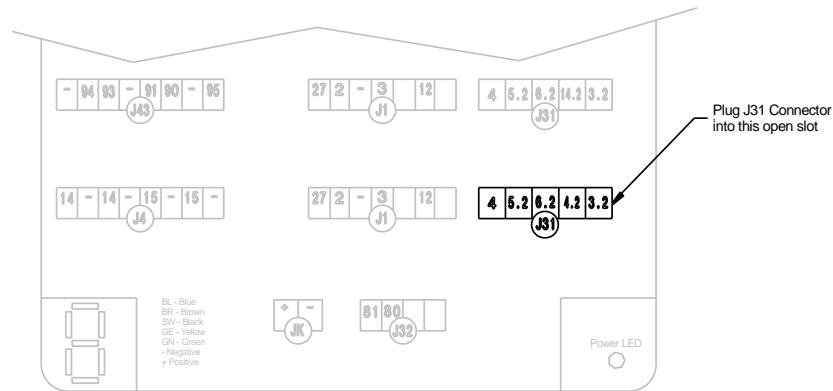 - 94 93 - 91 90 - 95
J43
27 2 - 3 12
J1
4 5.2 6.2 14.2 3.2
J31
Plug J31 Connector
into this open slot
14 - 14 - 15 - 15 -
J4
27 2 - 3 12
J1
4 5.2 6.2 4.2 3.2
J31
BL - Blue
BR - Brown
SW - Black
GE - Yellow
GN - Green
- Negative
+ Positive
+ -
JK
81 80
J32
Power LED